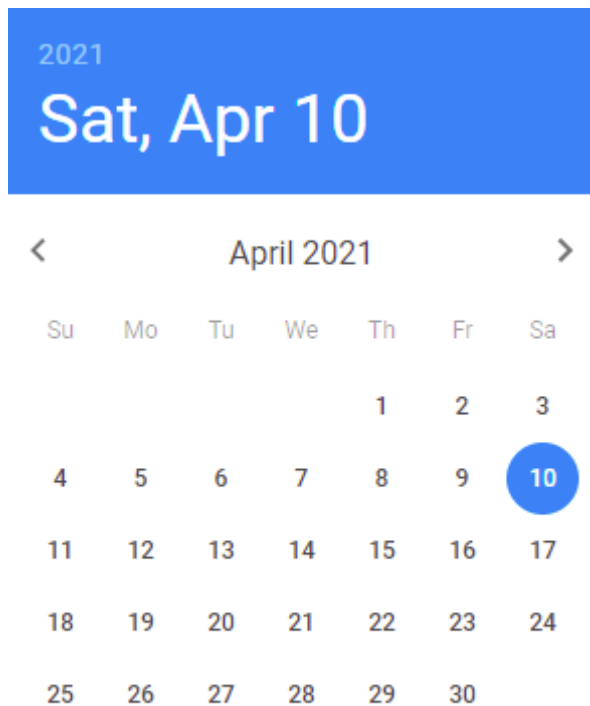 2021
Sat, Apr 10
April 2021
Su Mo Tu We Th Fr Sa
1 2 3
4 5 6 7 8 9 10
11 12 13 14 15 16 17
18 19 20 21 22 23 24
25 26 27 28 29 30